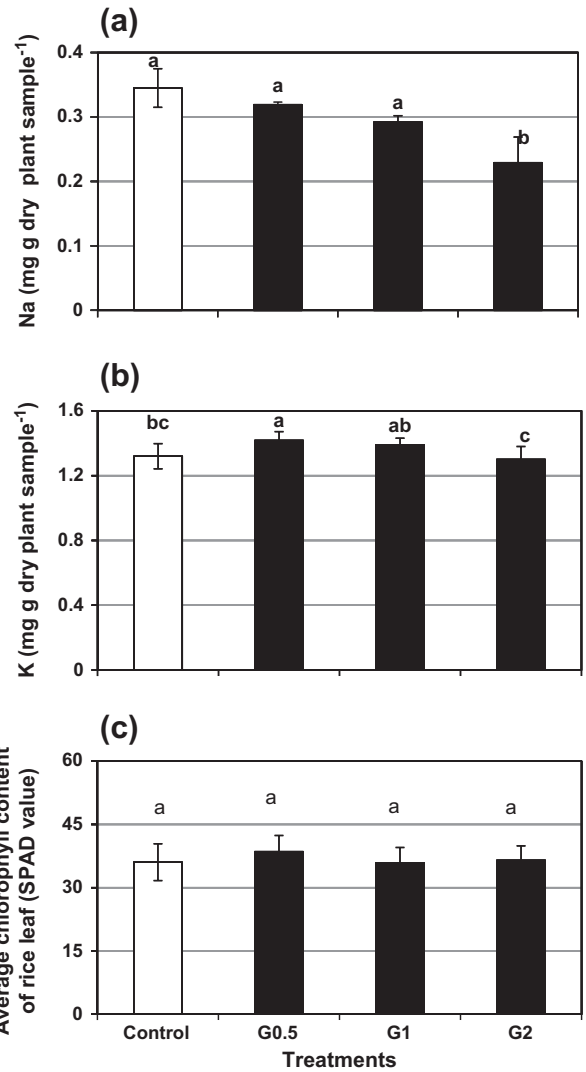 (a)
Na (mg g dry plant sample-1)
0.4
0.3
0.2
0.1
0
a
a
a
b
(b)
K (mg g dry plant sample-1)
1.6
1.2
0.8
0.4
0
bc
a
ab
c
(c)
Average chlorophyll content
of rice leaf (SPAD value)
60
45
30
15
0
a
a
a
a
Control G0.5 G1 G2
Treatments